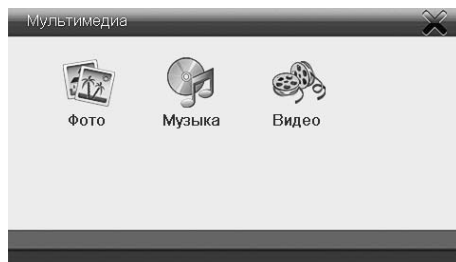 Мультимедиа
Фото Музыка Видео